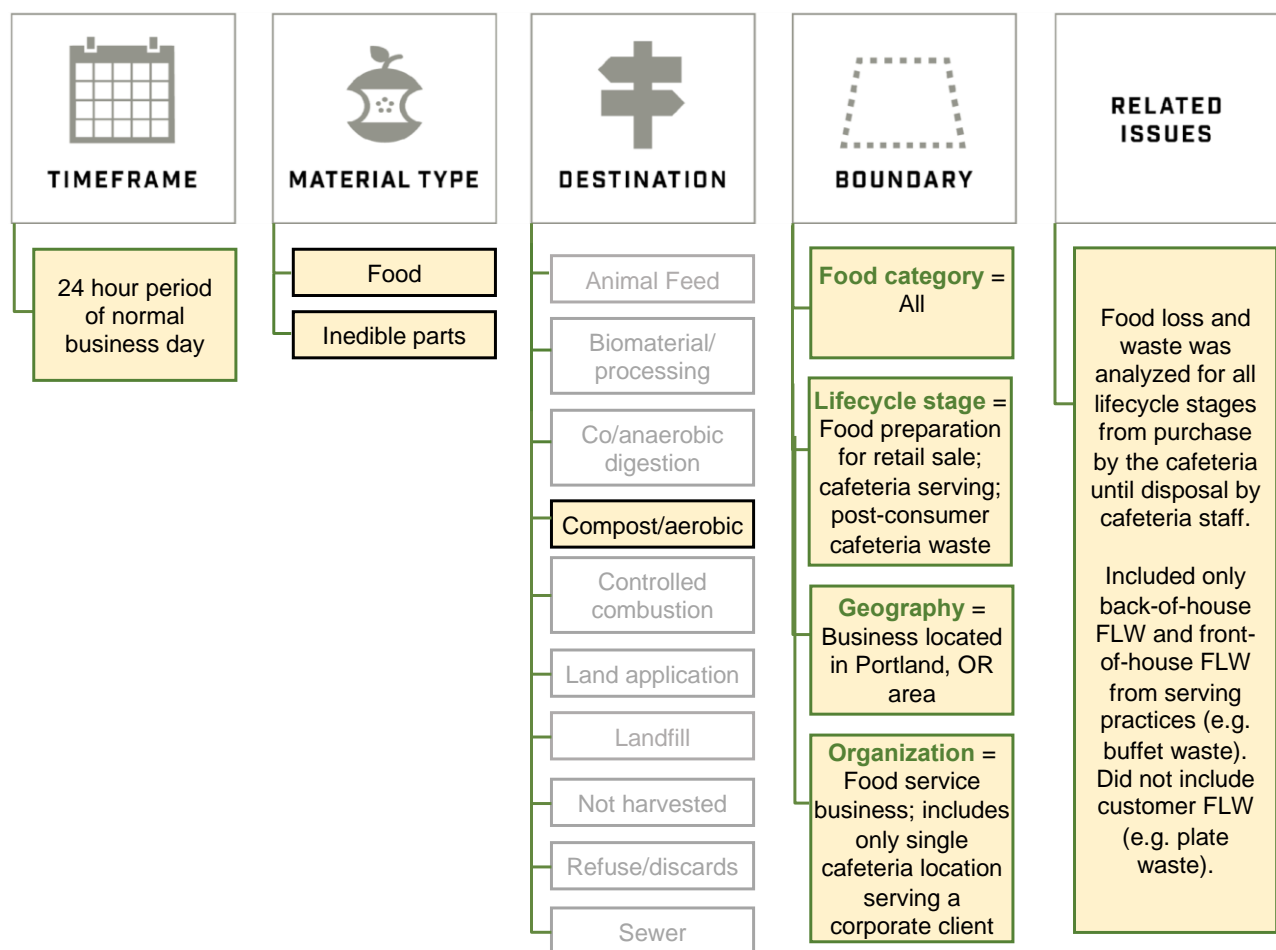 TIMEFRAME
24 hour period
of normal
business day
MATERIAL TYPE
Food
Inedible parts
DESTINATION
Animal Feed
Biomaterial/
processing
Co/anaerobic
digestion
Compost/aerobic
Controlled
combustion
Land application
Landfill
Not harvested
Refuse/discards
Sewer
BOUNDARY
Food category =
All
Lifecycle stage =
Food preparation
for retail sale;
cafeteria serving;
post-consumer
cafeteria waste
Geography =
Business located
in Portland, OR
area
Organization =
Food service
business; includes
only single
cafeteria location
serving a
corporate client
RELATED
ISSUES
Food loss and
waste was
analyzed for all
lifecycle stages
from purchase
by the cafeteria
until disposal by
cafeteria staff.
Included only
back-of-house
FLW and front-
of-house FLW
from serving
practices (e.g.
buffet waste).
Did not include
customer FLW
(e.g. plate
waste).